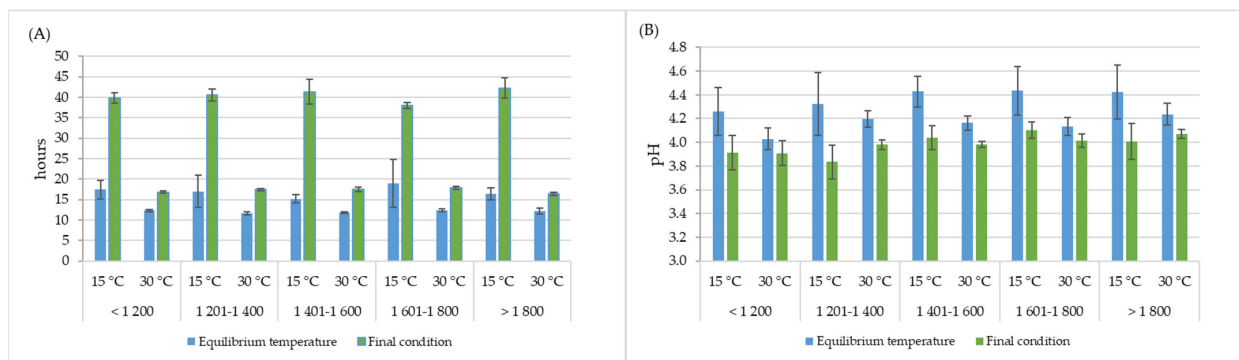 (A)
50
45
40
35
30
25
20
15
10
5
0
hours
15 °C 30 °C 15 °C 30 °C 15 °C 30 °C 15 °C 30 °C 15 °C 30 °C
< 1 200 1 201-1 400 1 401-1 600 1 601-1 800 > 1 800
Equilibrium temperature Final condition
(B)
4.8
4.6
4.4
4.2
4.0
3.8
3.6
3.4
3.2
3.0
pH
15 °C 30 °C 15 °C 30 °C 15 °C 30 °C 15 °C 30 °C 15 °C 30 °C
< 1 200 1 201-1 400 1 401-1 600 1 601-1 800 > 1 800
Equilibrium temperature Final condition